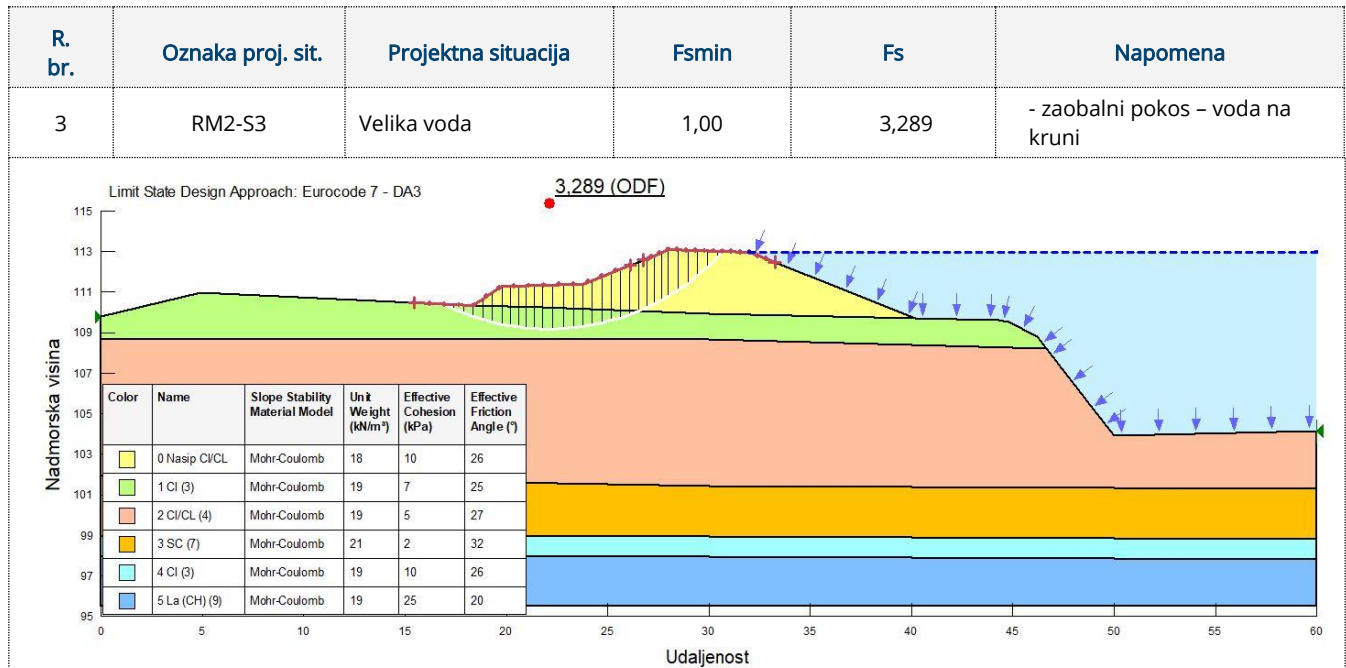 R. br. Oznaka proj. sit. Projektna situacija Fsmin Fs Napomena
3 RM2-S3 Velika voda 1,00 3,289 - zaobalni pokos – voda na kruni
Limit State Design Approach: Eurocode 7 - DA3
3,289 (ODF)
115
113
111
109
107
105
103
101
99
97
95
Nadmorska visina
Color Name Slope Stability Material Model Unit Weight (kN/m³) Effective Cohesion (kPa) Effective Friction Angle (°)
0 Nasip CI/CL Mohr-Coulomb 18 10 26
1 CI (3) Mohr-Coulomb 19 7 25
2 CI/CL (4) Mohr-Coulomb 19 5 27
3 SC (7) Mohr-Coulomb 21 2 32
4 CI (3) Mohr-Coulomb 19 10 26
5 La (CH) (9) Mohr-Coulomb 19 25 20
0 5 10 15 20 25 30 35 40 45 50 55 60
Udaljenost